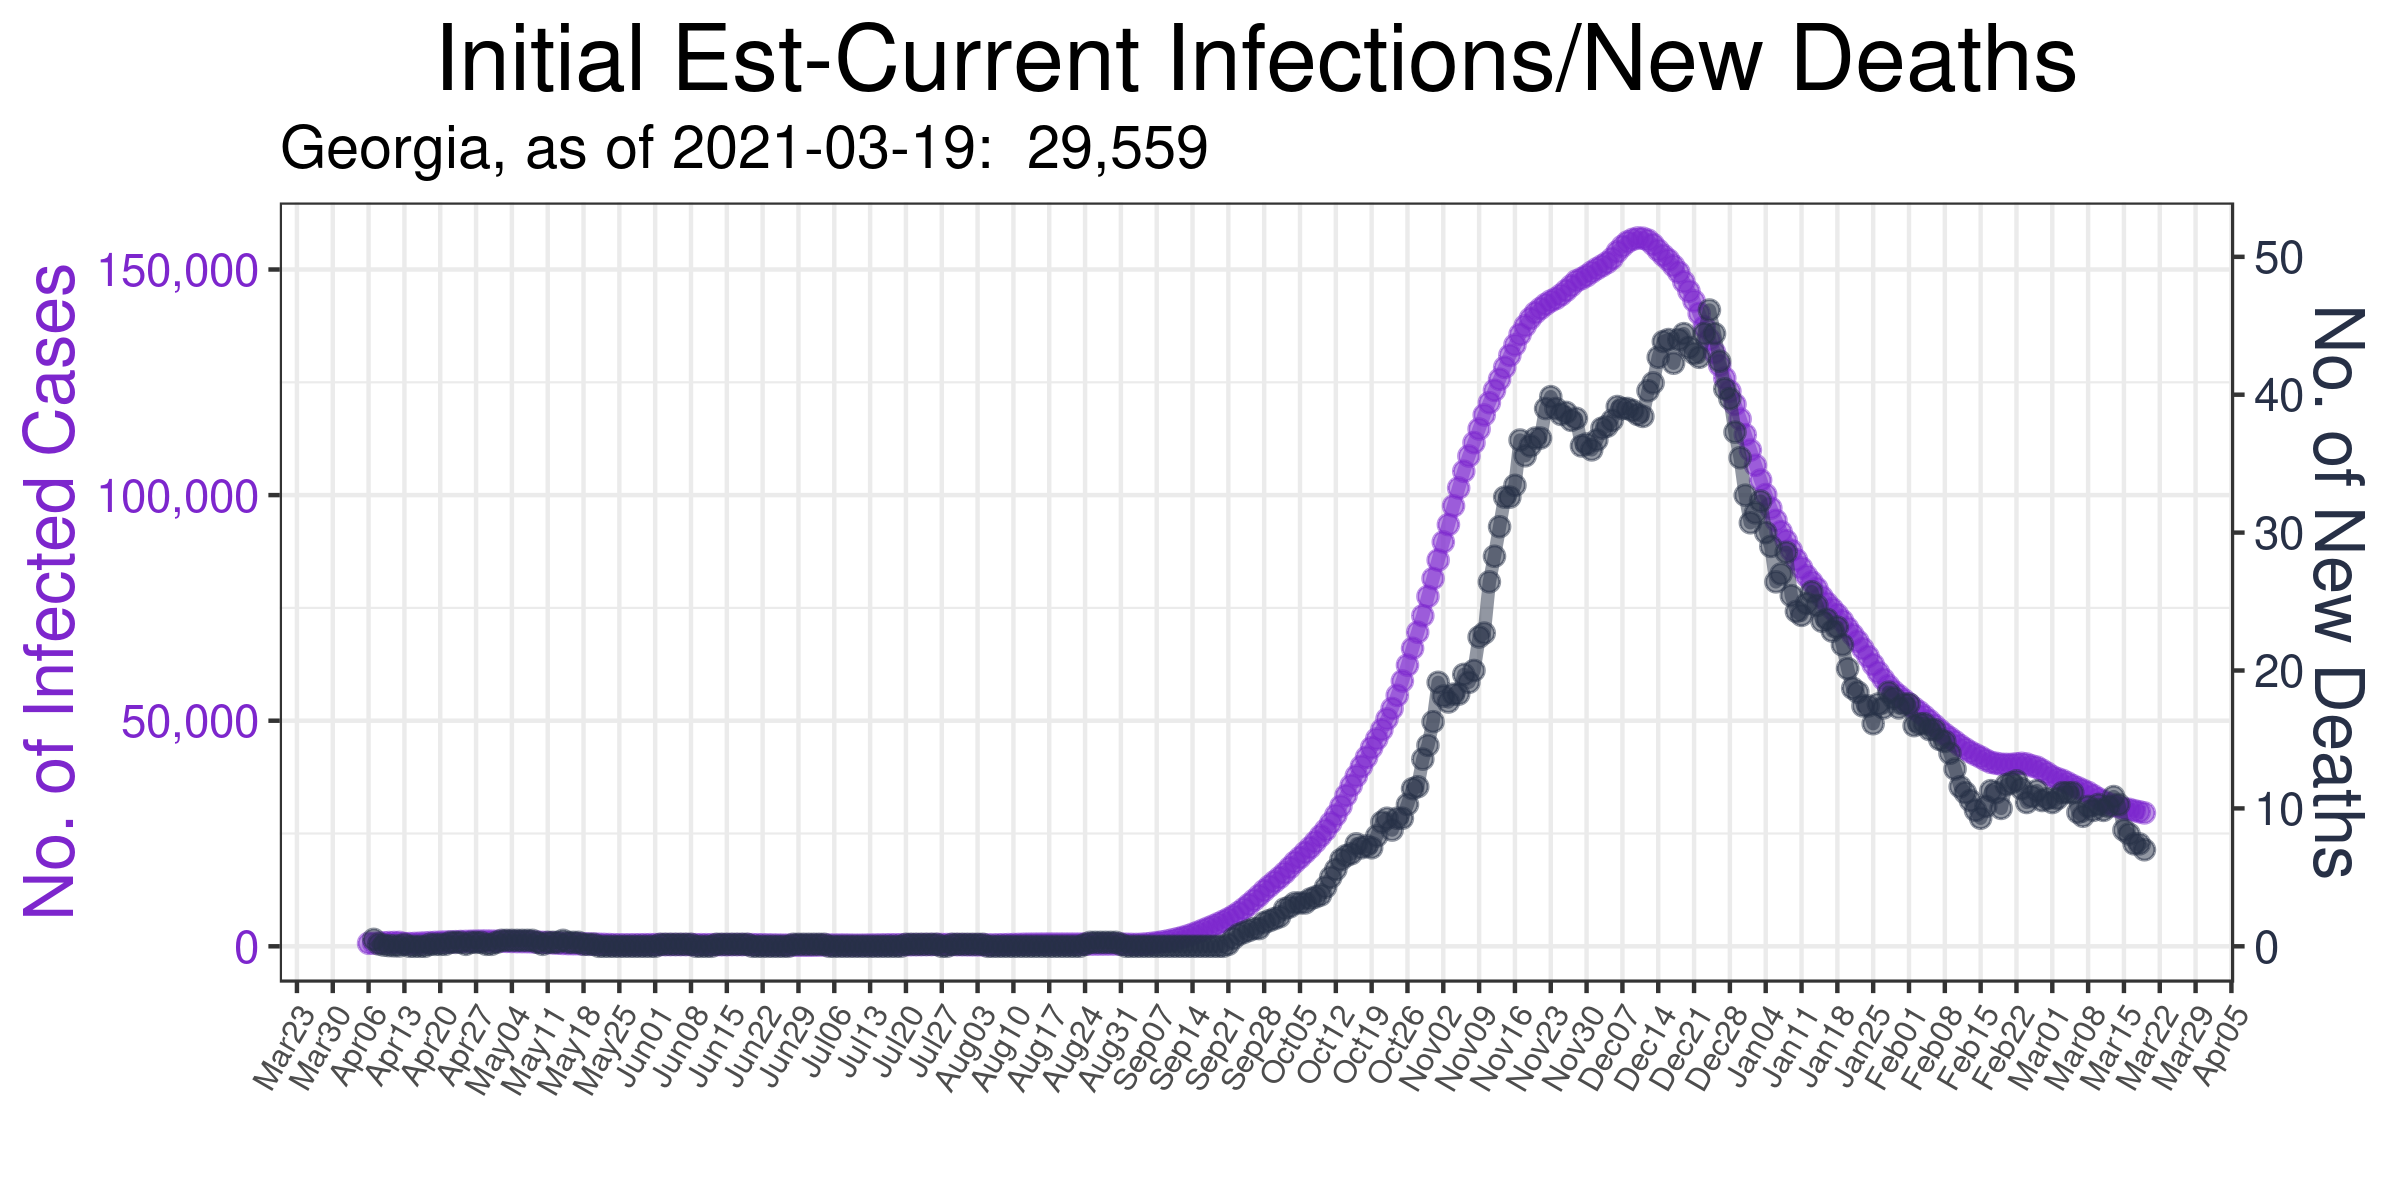 Initial Est-Current Infections/New Deaths
Georgia, as of 2021-03-19: 29,559
No. of Infected Cases
150,000
100,000
50,000
0
50
40
30
20
10
0
No. of New Deaths
Mar23
Mar30
Apr06
Apr13
Apr20
Apr27
May04
May11
May18
May25
Jun01
Jun08
Jun15
Jun22
Jun29
Jul06
Jul13
Jul20
Jul27
Aug03
Aug10
Aug17
Aug24
Aug31
Sep07
Sep14
Sep21
Sep28
Oct05
Oct12
Oct19
Oct26
Nov02
Nov09
Nov16
Nov23
Nov30
Dec07
Dec14
Dec21
Dec28
Jan04
Jan11
Jan18
Jan25
Feb01
Feb08
Feb15
Feb22
Mar01
Mar08
Mar15
Mar22
Mar29
Apr05